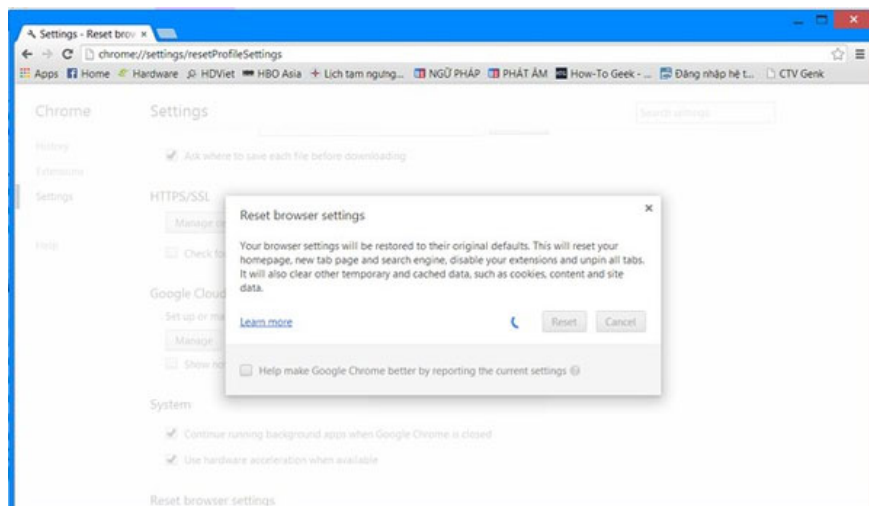 Settings - Reset brov
chrome://settings/resetProfileSettings
Apps Home Hardware HDViet HBO Asia Lich tam ngung... NGỮ PHÁP PHÁT ÂM How-To Geek - ... Đăng nhập hệ t... CTV Genk
Chrome
Settings
Search settings
History
Extensions
Settings
Help
Ask where to save each file before downloading
HTTPS/SSL
Manage
Check fo
Google Cloud
Set up or ma
Manage
Show no
Reset browser settings
Your browser settings will be restored to their original defaults. This will reset your
homepage, new tab page and search engine, disable your extensions and unpin all tabs.
It will also clear other temporary and cached data, such as cookies, content and site
data.
Learn more
Reset Cancel
Help make Google Chrome better by reporting the current settings
System
Continue running background apps when Google Chrome is closed
Use hardware acceleration when available
Reset browser settings